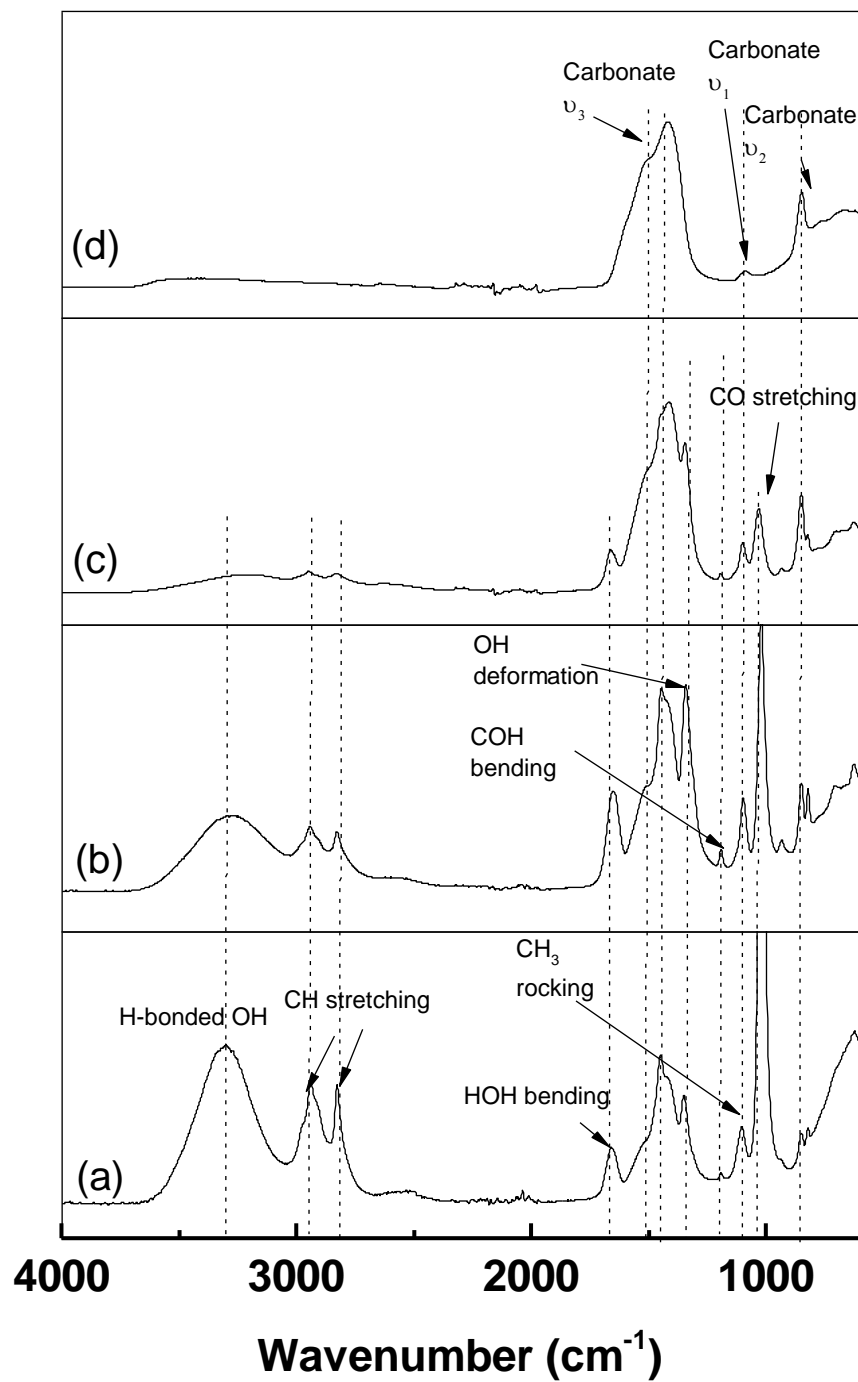 Carbonate
υ₃
Carbonate
υ₁
Carbonate
υ₂
(d)
CO stretching
(c)
OH
deformation
COH
bending
(b)
CH₃
rocking
CH stretching
H-bonded OH
HOH bending
(a)
4000 3000 2000 1000
Wavenumber (cm⁻¹)